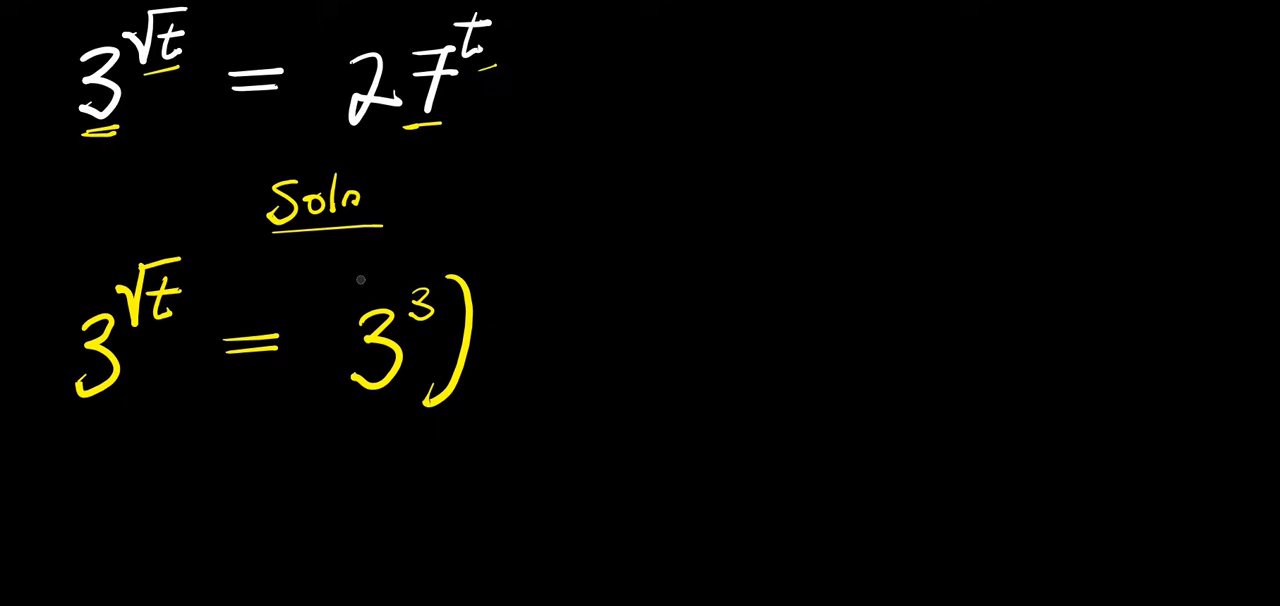 3^√t = 27^t
Soln
3^√t = 3^3)